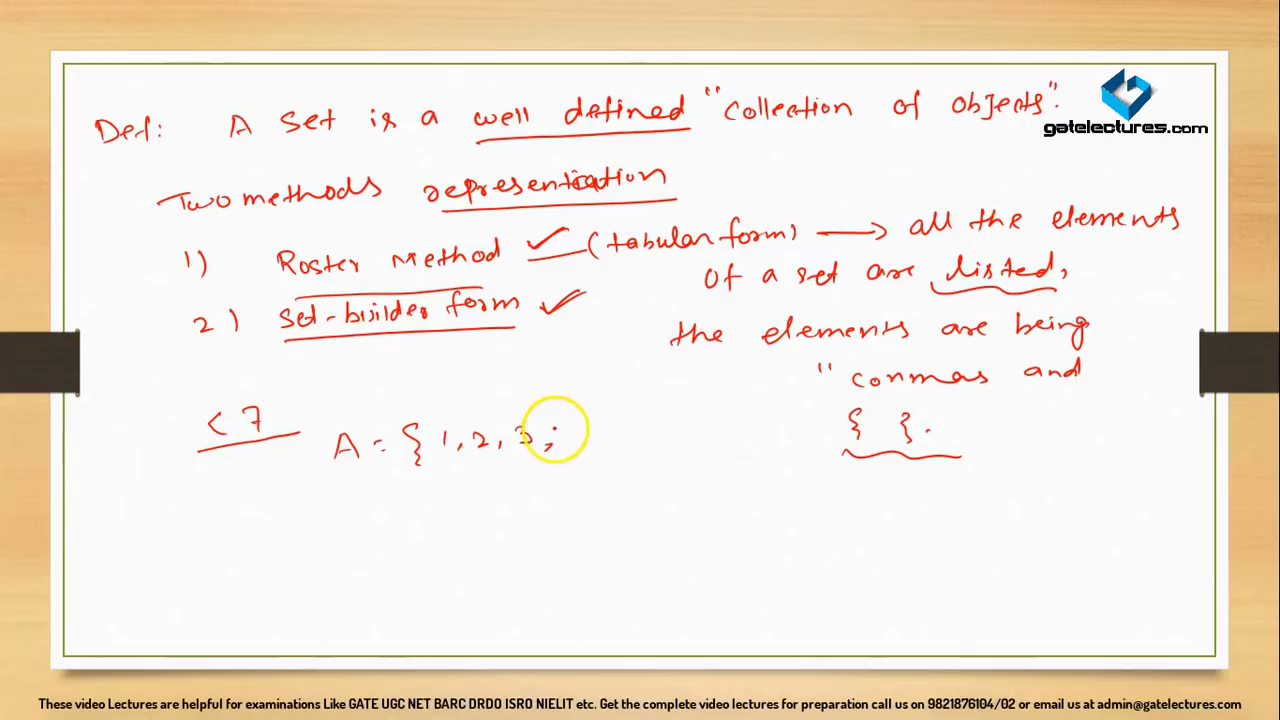 Def: A set is a well defined "collection of objects".
gatelectures.com
Two methods representication
1) Roster Method ✓ (tabular form) → all the elements
of a set are listed,
2) Set-builder form ✓
the elements are being
" commas and
{ }.
< 7
A = { 1, 2, 3,
These video Lectures are helpful for examinations Like GATE UGC NET BARC DRDO ISRO NIELIT etc. Get the complete video lectures for preparation call us on 9821876104/02 or email us at admin@gatelectures.com